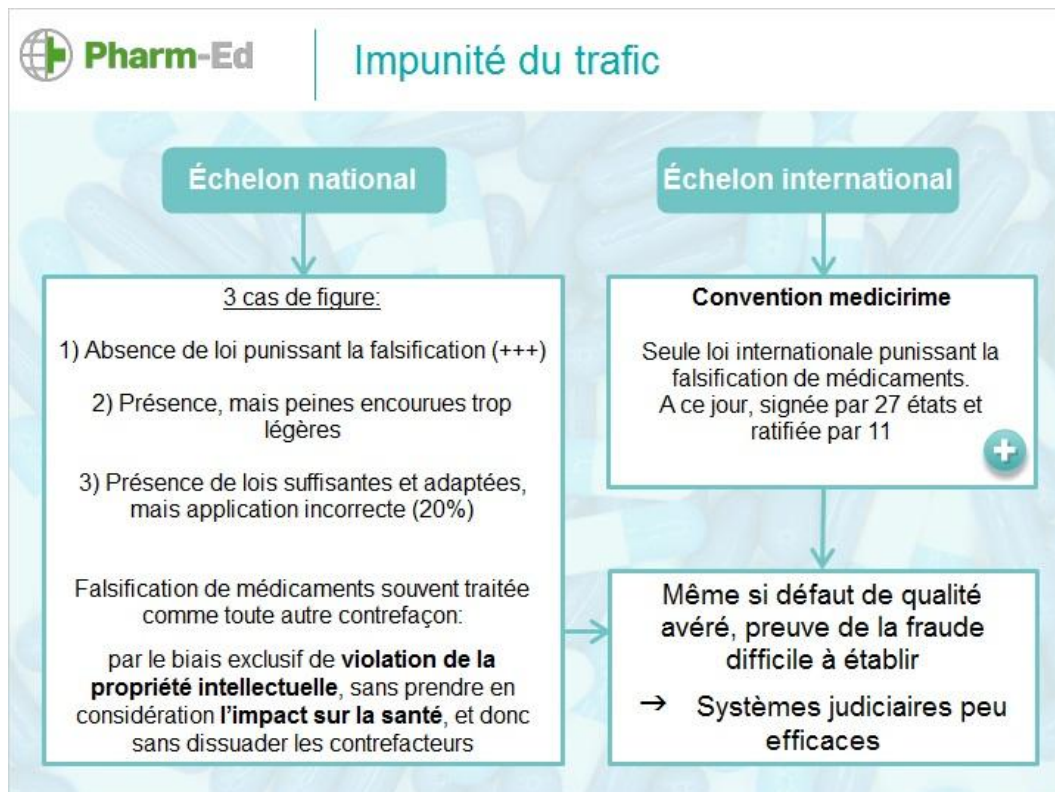 Pharm-Ed
Impunité du trafic
Échelon national
3 cas de figure:
1) Absence de loi punissant la falsification (+++)
2) Présence, mais peines encourues trop
légères
3) Présence de lois suffisantes et adaptées,
mais application incorrecte (20%)
Falsification de médicaments souvent traitée
comme toute autre contrefaçon:
par le biais exclusif de violation de la
propriété intellectuelle, sans prendre en
considération l'impact sur la santé, et donc
sans dissuader les contrefacteurs
Échelon international
Convention medicirime
Seule loi internationale punissant la
falsification de médicaments.
A ce jour, signée par 27 états et
ratifiée par 11
Même si défaut de qualité
avéré, preuve de la fraude
difficile à établir
→ Systèmes judiciaires peu
efficaces